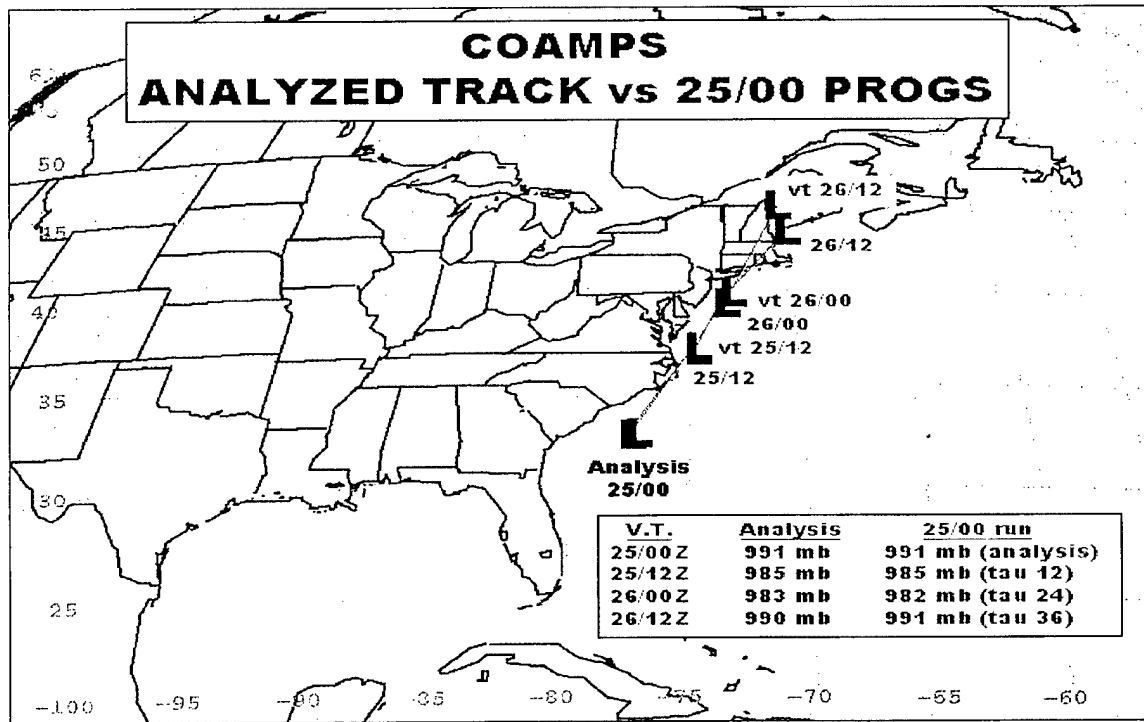 COAMPS
ANALYZED TRACK vs 25/00 PROGS
50
45
40
35
30
25
vt 26/12
26/12
vt 26/00
26/00
vt 25/12
25/12
Analysis
25/00
V.T. Analysis 25/00 run
25/00Z 991 mb 991 mb (analysis)
25/12Z 985 mb 985 mb (tau 12)
26/00Z 983 mb 982 mb (tau 24)
26/12Z 990 mb 991 mb (tau 36)
-100 -95 -90 -85 -80 -75 -70 -65 -60